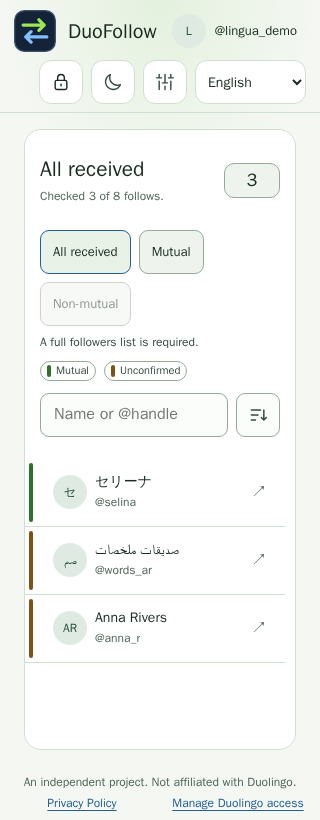 DuoFollow
L
@lingua_demo
English
All received
Checked 3 of 8 follows.
3
All received
Mutual
Non-mutual
A full followers list is required.
Mutual
Unconfirmed
Name or @handle
セ
セリーナ
@selina
صم
صديقات ملخصات
@words_ar
AR
Anna Rivers
@anna_r
An independent project. Not affiliated with Duolingo.
Privacy Policy
Manage Duolingo access